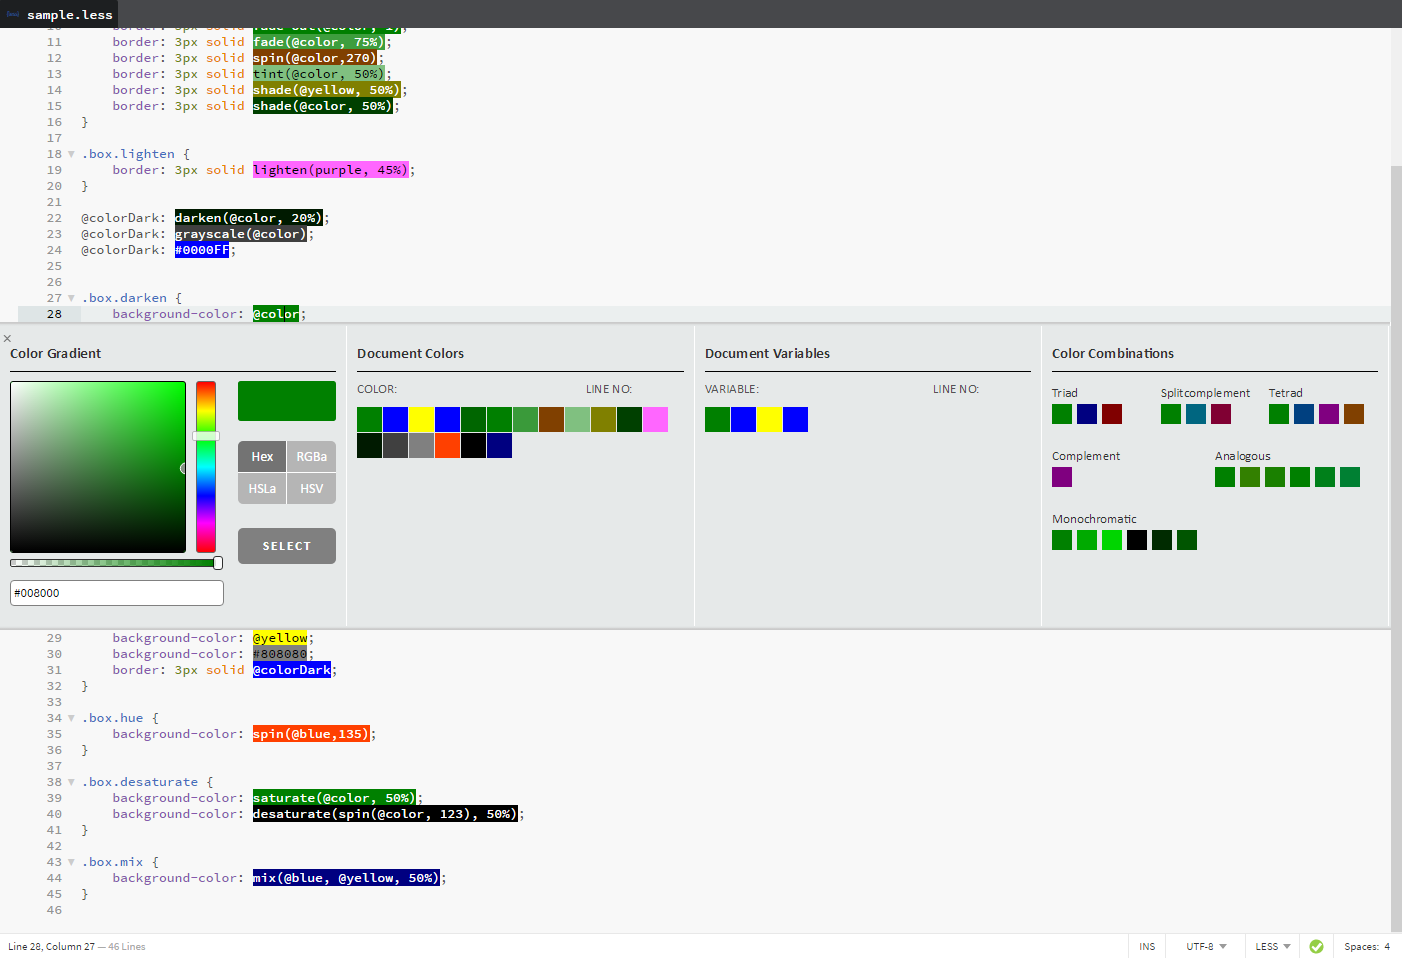 sample.less
10 border: 3px solid fade-out(@color, 1);
11 border: 3px solid fade(@color, 75%);
12 border: 3px solid spin(@color,270);
13 border: 3px solid tint(@color, 50%);
14 border: 3px solid shade(@yellow, 50%);
15 border: 3px solid shade(@color, 50%);
16 }
17
18 .box.lighten {
19 border: 3px solid lighten(purple, 45%);
20 }
21
22 @colorDark: darken(@color, 20%);
23 @colorDark: grayscale(@color);
24 @colorDark: #0000FF;
25
26
27 .box.darken {
28 background-color: @color;
Color Gradient Document Colors Document Variables Color Combinations
COLOR: LINE NO: VARIABLE: LINE NO:
Triad Splitcomplement Tetrad
Hex RGBa
HSLa HSV
Complement Analogous
Monochromatic
SELECT
#008000
29 background-color: @yellow;
30 background-color: #808080;
31 border: 3px solid @colorDark;
32 }
33
34 .box.hue {
35 background-color: spin(@blue,135);
36 }
37
38 .box.desaturate {
39 background-color: saturate(@color, 50%);
40 background-color: desaturate(spin(@color, 123), 50%);
41 }
42
43 .box.mix {
44 background-color: mix(@blue, @yellow, 50%);
45 }
46
Line 28, Column 27 — 46 Lines INS UTF-8 LESS Spaces: 4